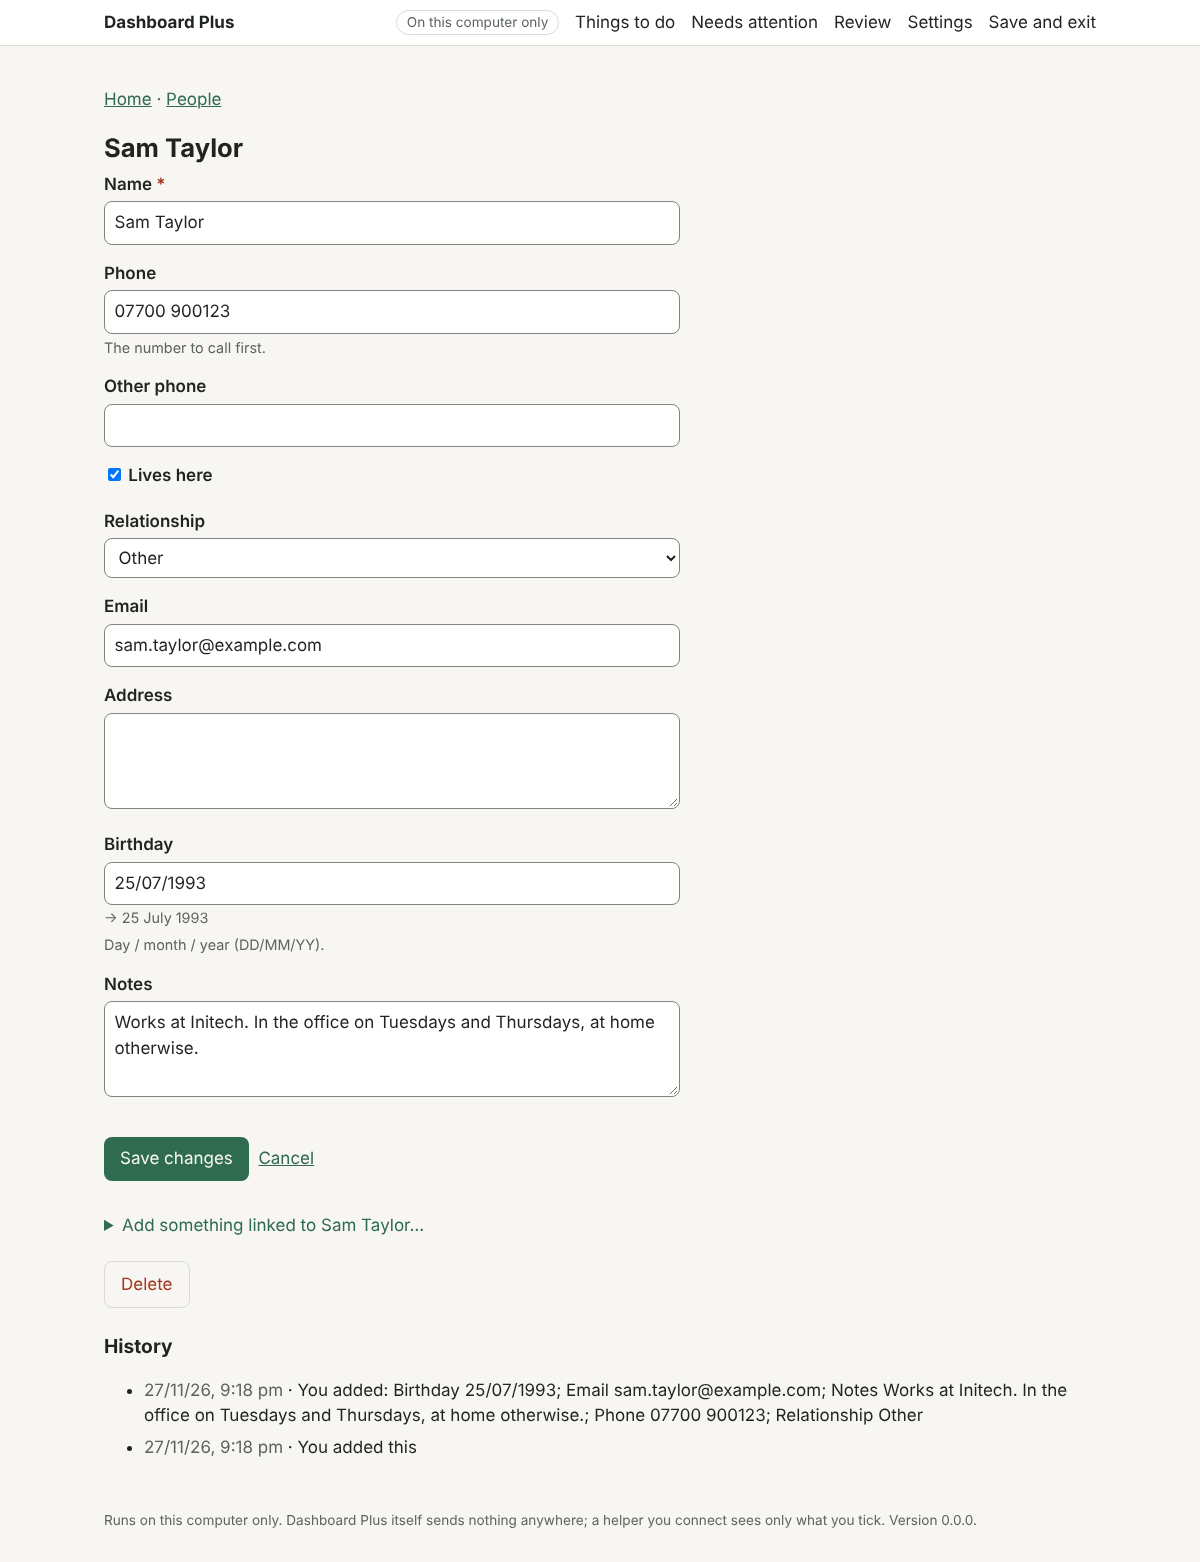 Dashboard Plus
On this computer only
Things to do
Needs attention
Review
Settings
Save and exit
Home · People
Sam Taylor
Name *
Sam Taylor
Phone
07700 900123
The number to call first.
Other phone
Lives here
Relationship
Other
Email
sam.taylor@example.com
Address
Birthday
25/07/1993
→ 25 July 1993
Day / month / year (DD/MM/YY).
Notes
Works at Initech. In the office on Tuesdays and Thursdays, at home
otherwise.
Save changes
Cancel
Add something linked to Sam Taylor...
Delete
History
27/11/26, 9:18 pm · You added: Birthday 25/07/1993; Email sam.taylor@example.com; Notes Works at Initech. In the
office on Tuesdays and Thursdays, at home otherwise.; Phone 07700 900123; Relationship Other
27/11/26, 9:18 pm · You added this
Runs on this computer only. Dashboard Plus itself sends nothing anywhere; a helper you connect sees only what you tick. Version 0.0.0.